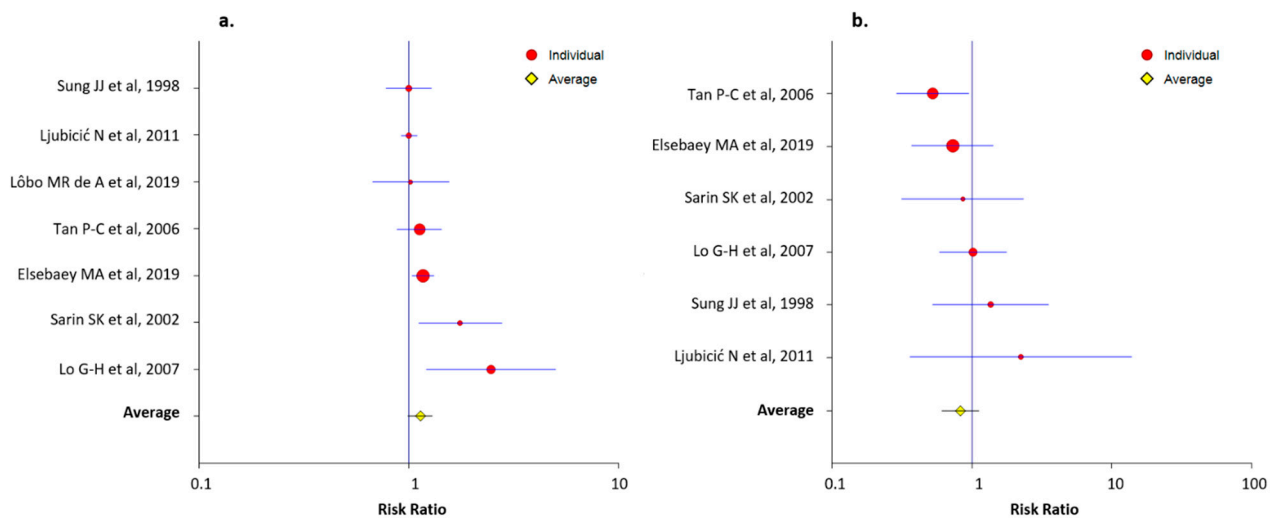 a.
Individual
Average
Sung JJ et al, 1998
Ljubicić N et al, 2011
Lôbo MR de A et al, 2019
Tan P-C et al, 2006
Elsebaey MA et al, 2019
Sarin SK et al, 2002
Lo G-H et al, 2007
Average
0.1 1 10
Risk Ratio
b.
Individual
Average
Tan P-C et al, 2006
Elsebaey MA et al, 2019
Sarin SK et al, 2002
Lo G-H et al, 2007
Sung JJ et al, 1998
Ljubicić N et al, 2011
Average
0.1 1 10 100
Risk Ratio